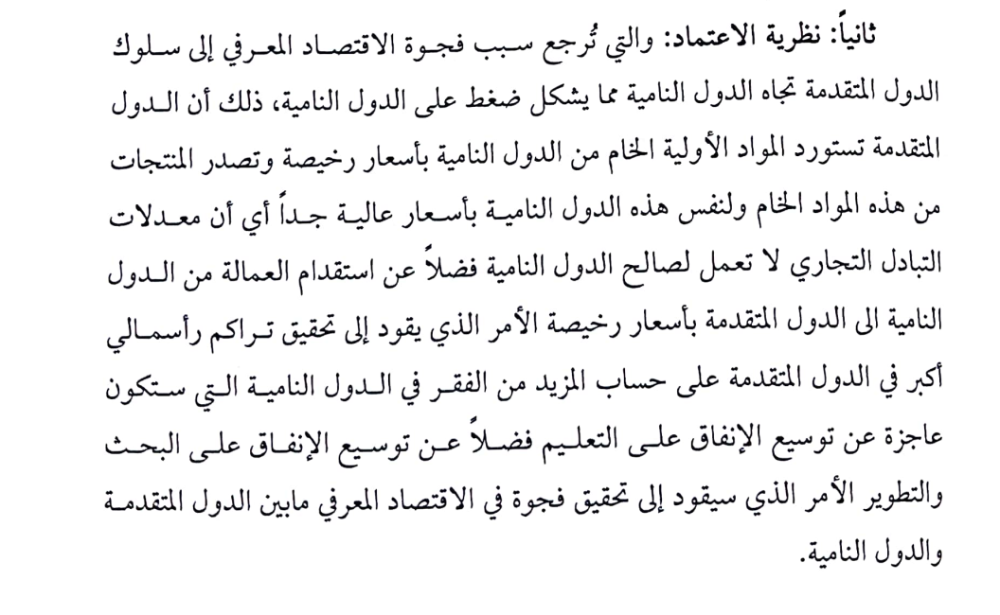 ثانياً: نظرية الاعتماد: والتي تُرجع سبب فجوة الاقتصاد المعرفي إلى سلوك
الدول المتقدمة تجاه الدول النامية مما يشكل ضغط على الدول النامية، ذلك أن الدول
المتقدمة تستورد المواد الأولية الخام من الدول النامية بأسعار رخيصة وتصدر المنتجات
من هذه المواد الخام ولنفس هذه الدول النامية بأسعار عالية جداً أي أن معدلات
التبادل التجاري لا تعمل لصالح الدول النامية فضلاً عن استقدام العمالة من الدول
النامية الى الدول المتقدمة بأسعار رخيصة الأمر الذي يقود إلى تحقيق تراكم رأسمالي
أكبر في الدول المتقدمة على حساب المزيد من الفقر في الدول النامية التي ستكون
عاجزة عن توسيع الإنفاق على التعليم فضلاً عن توسيع الإنفاق على البحث
والتطوير الأمر الذي سيقود إلى تحقيق فجوة في الاقتصاد المعرفي مابين الدول المتقدمة
والدول النامية.